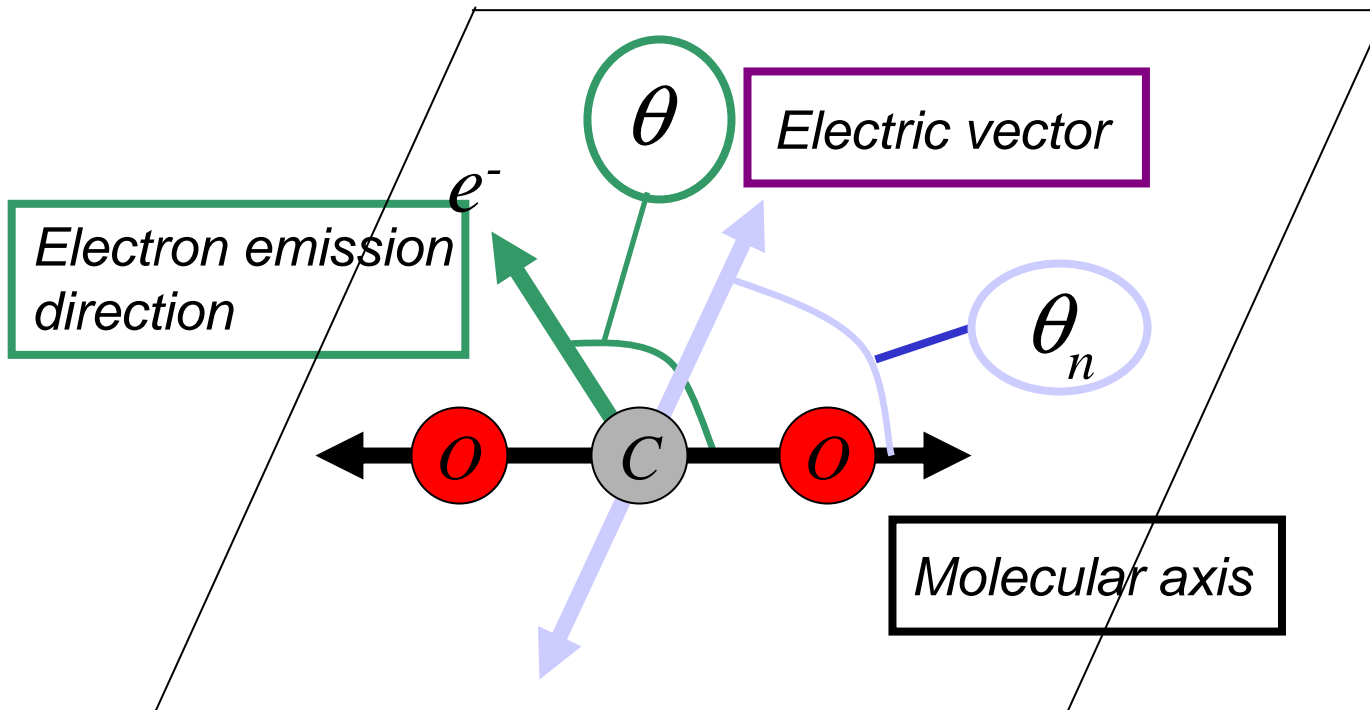 θ
Electric vector
e-
Electron emission
direction
θn
O C O
Molecular axis